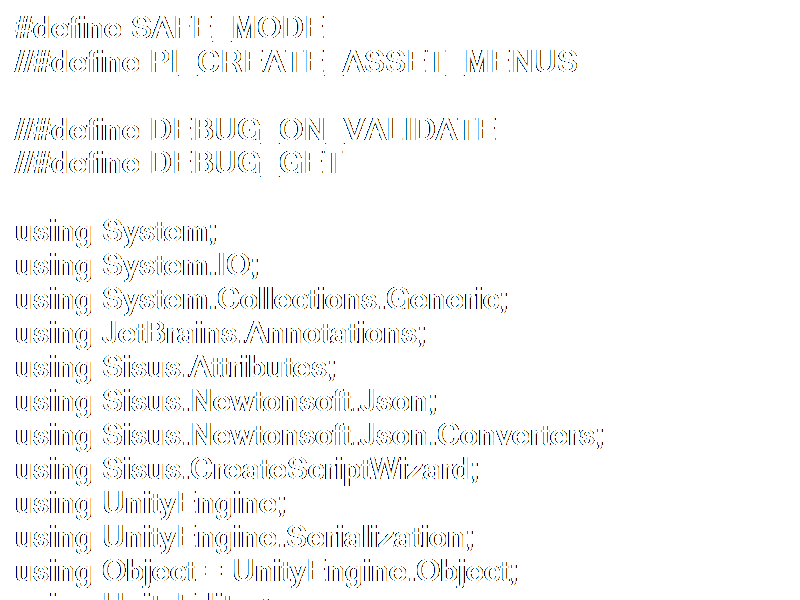 #define SAFE_MODE
//#define PI_CREATE_ASSET_MENUS
//#define DEBUG_ON_VALIDATE
//#define DEBUG_GET
using System;
using System.IO;
using System.Collections.Generic;
using JetBrains.Annotations;
using Sisus.Attributes;
using Sisus.Newtonsoft.Json;
using Sisus.Newtonsoft.Json.Converters;
using Sisus.CreateScriptWizard;
using UnityEngine;
using UnityEngine.Serialization;
using Object = UnityEngine.Object;